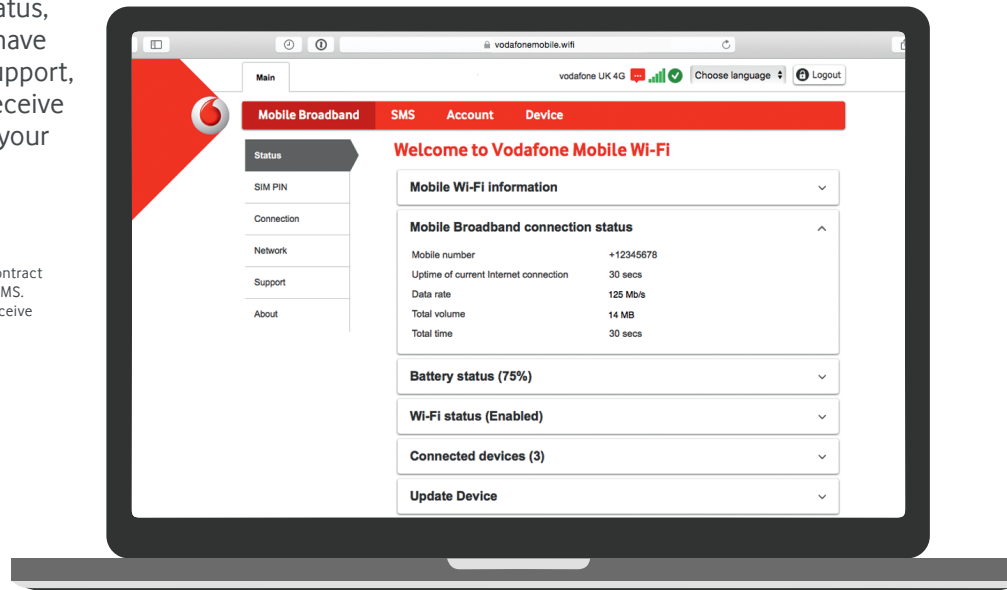 atus,
have
upport,
eceive
your
ontract
MS.
ceive
vodafonemobile.wifi
Main
vodafone UK 4G
Choose language
Logout
Mobile Broadband SMS Account Device
Status
SIM PIN
Connection
Network
Support
About
Welcome to Vodafone Mobile Wi-Fi
Mobile Wi-Fi information
Mobile Broadband connection status
Mobile number +12345678
Uptime of current Internet connection 30 secs
Data rate 125 Mb/s
Total volume 14 MB
Total time 30 secs
Battery status (75%)
Wi-Fi status (Enabled)
Connected devices (3)
Update Device